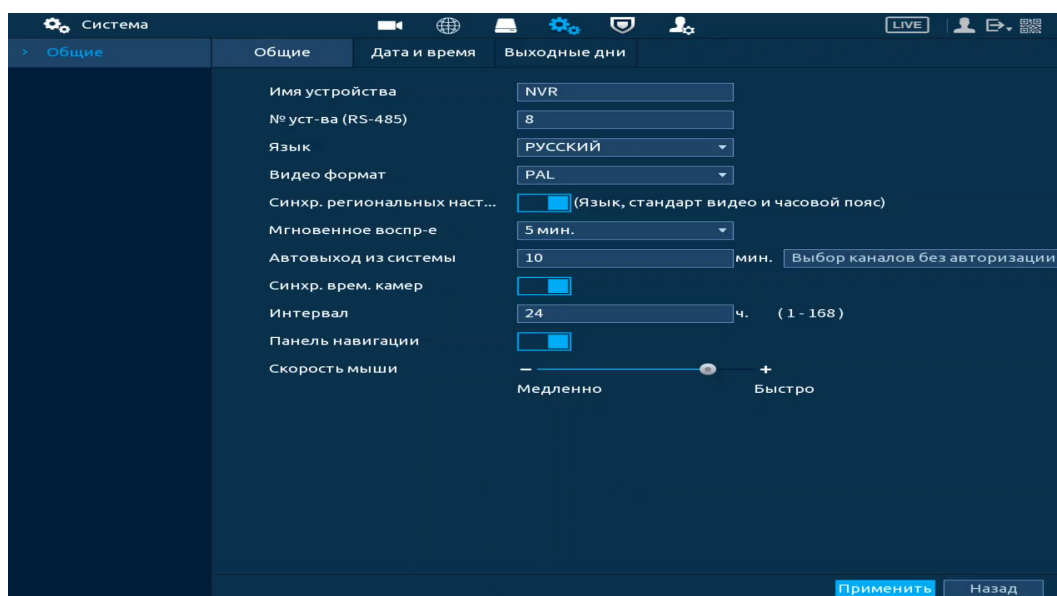 Система
LIVE
> Общие
Общие
Дата и время
Выходные дни
Имя устройства
NVR
№ уст-ва (RS-485)
8
Язык
РУССКИЙ
Видео формат
PAL
Синхр. региональных наст...
(Язык, стандарт видео и часовой пояс)
Мгновенное воспр-е
5 мин.
Автовыход из системы
10
мин.
Выбор каналов без авторизации
Синхр. врем. камер
Интервал
24
ч.
( 1 - 168 )
Панель навигации
Скорость мыши
− +
Медленно
Быстро
Применить
Назад